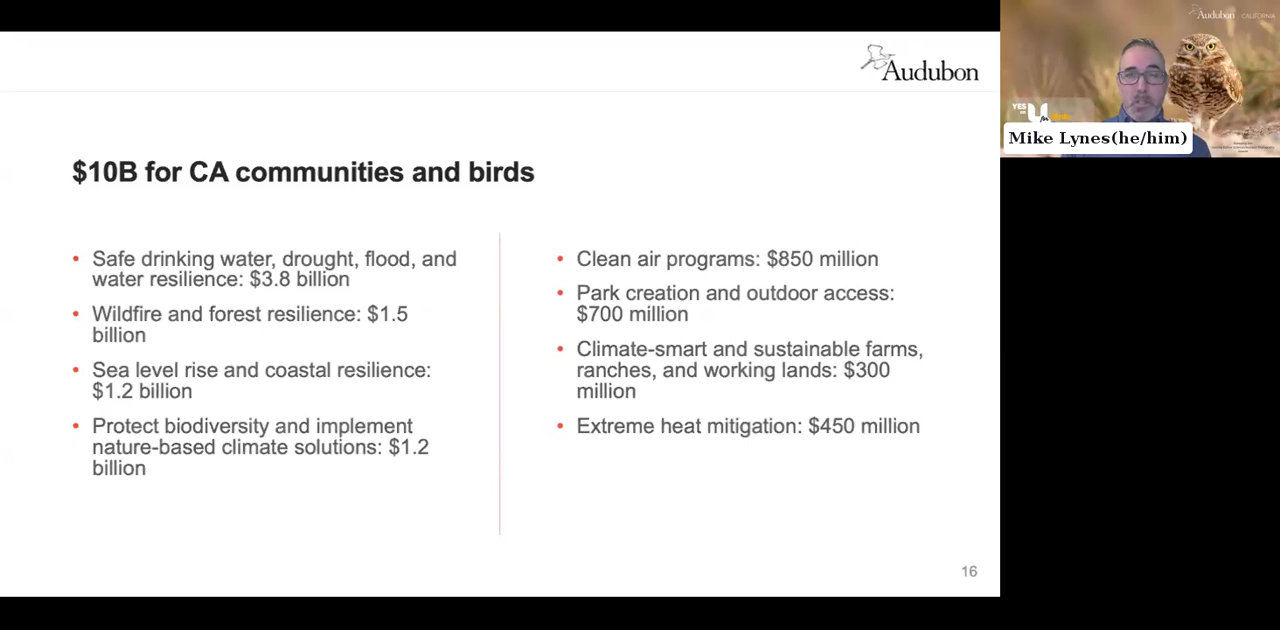 Audubon
$10B for CA communities and birds
• Safe drinking water, drought, flood, and
water resilience: $3.8 billion
• Wildfire and forest resilience: $1.5
billion
• Sea level rise and coastal resilience:
$1.2 billion
• Protect biodiversity and implement
nature-based climate solutions: $1.2
billion
• Clean air programs: $850 million
• Park creation and outdoor access:
$700 million
• Climate-smart and sustainable farms,
ranches, and working lands: $300
million
• Extreme heat mitigation: $450 million
16
Audubon CALIFORNIA
YES
U
Mike Lynes(he/him)